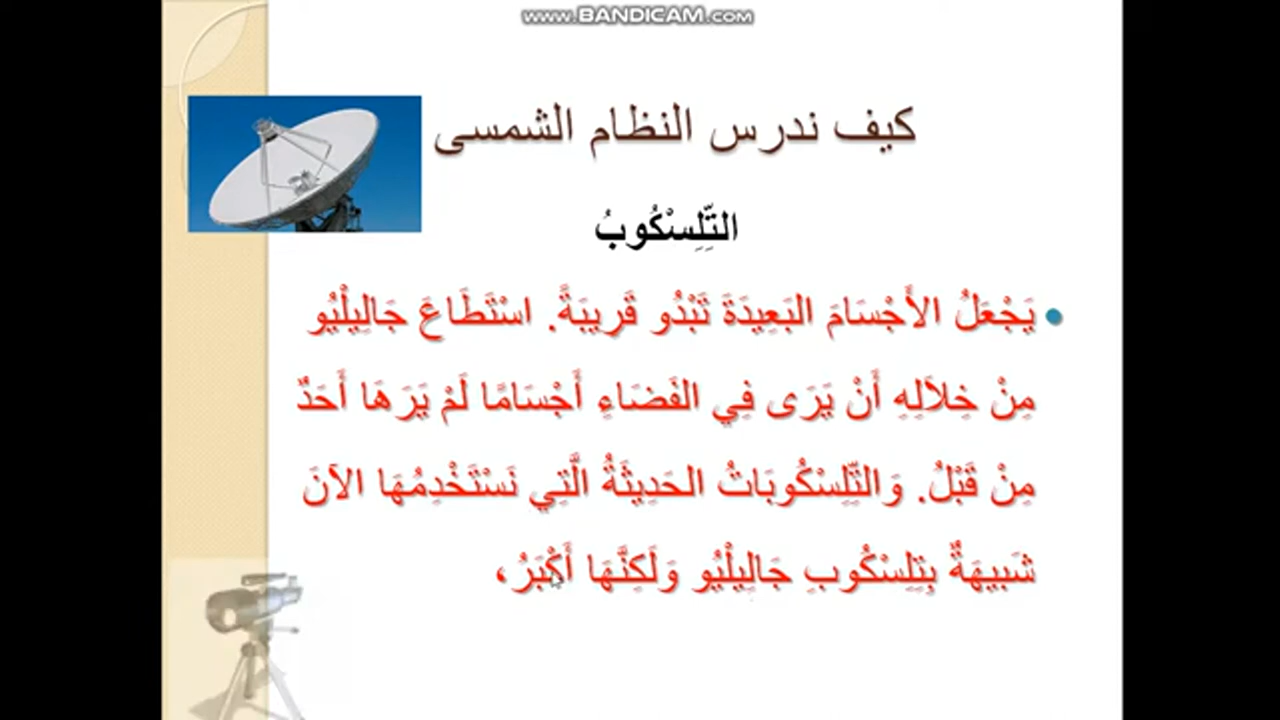 www.BANDICAM.com
كيف ندرس النظام الشمسى
التِّلِسْكُوبُ
• يَجْعَلُ الأَجْسَامَ البَعِيدَةَ تَبْدُو قَرِيبَةً. اسْتَطَاعَ جَالِيلْيُو
مِنْ خِلاَلِهِ أَنْ يَرَى فِي الفَضَاءِ أَجْسَامًا لَمْ يَرَهَا أَحَدٌ
مِنْ قَبْلُ. وَالتِّلِسْكُوبَاتُ الحَدِيثَةُ الَّتِي نَسْتَخْدِمُهَا الآنَ
شَبِيهَةٌ بِتِلِسْكُوبِ جَالِيلْيُو وَلَكِنَّهَا أَكْبَرُ،